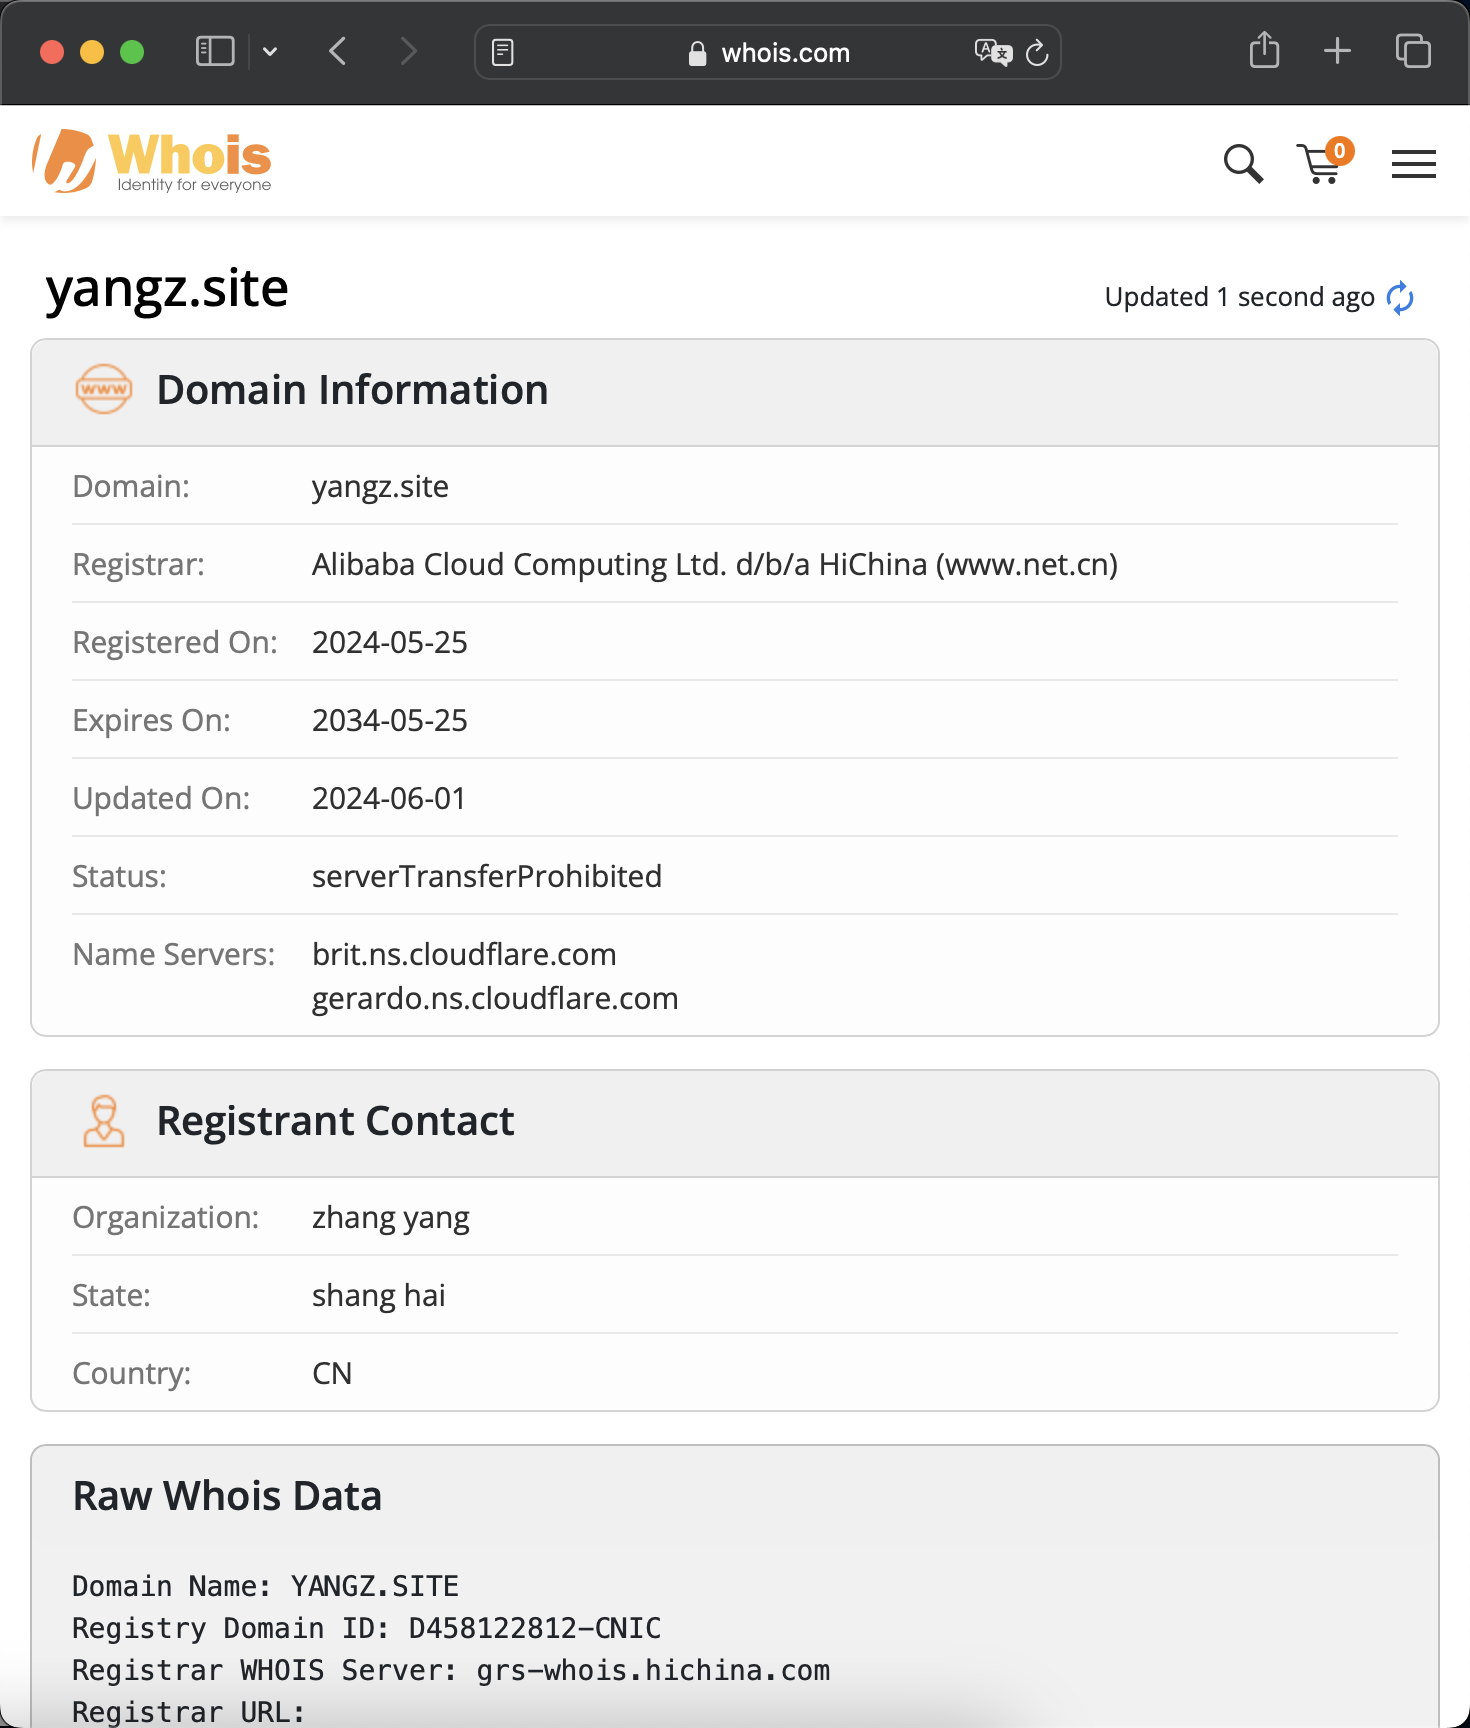 whois.com
Whois
Identity for everyone
0
yangz.site
Updated 1 second ago
www
Domain Information
Domain: yangz.site
Registrar: Alibaba Cloud Computing Ltd. d/b/a HiChina (www.net.cn)
Registered On: 2024-05-25
Expires On: 2034-05-25
Updated On: 2024-06-01
Status: serverTransferProhibited
Name Servers: brit.ns.cloudflare.com
gerardo.ns.cloudflare.com
Registrant Contact
Organization: zhang yang
State: shang hai
Country: CN
Raw Whois Data
Domain Name: YANGZ.SITE
Registry Domain ID: D458122812-CNIC
Registrar WHOIS Server: grs-whois.hichina.com
Registrar URL: